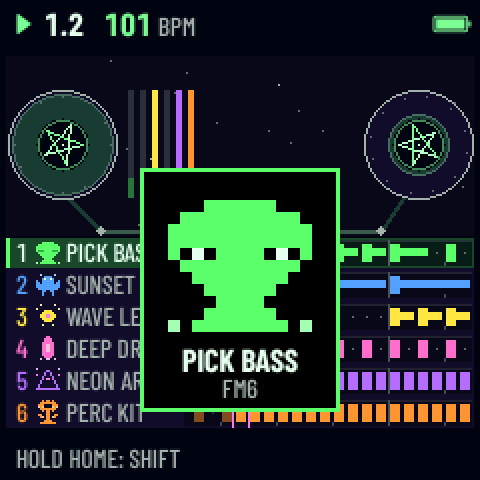 1.2 101 BPM
1 PICK BAS
2 SUNSET
3 WAVE LE
4 DEEP DR
5 NEON AR
6 PERC KIT
PICK BASS
FM6
HOLD HOME: SHIFT